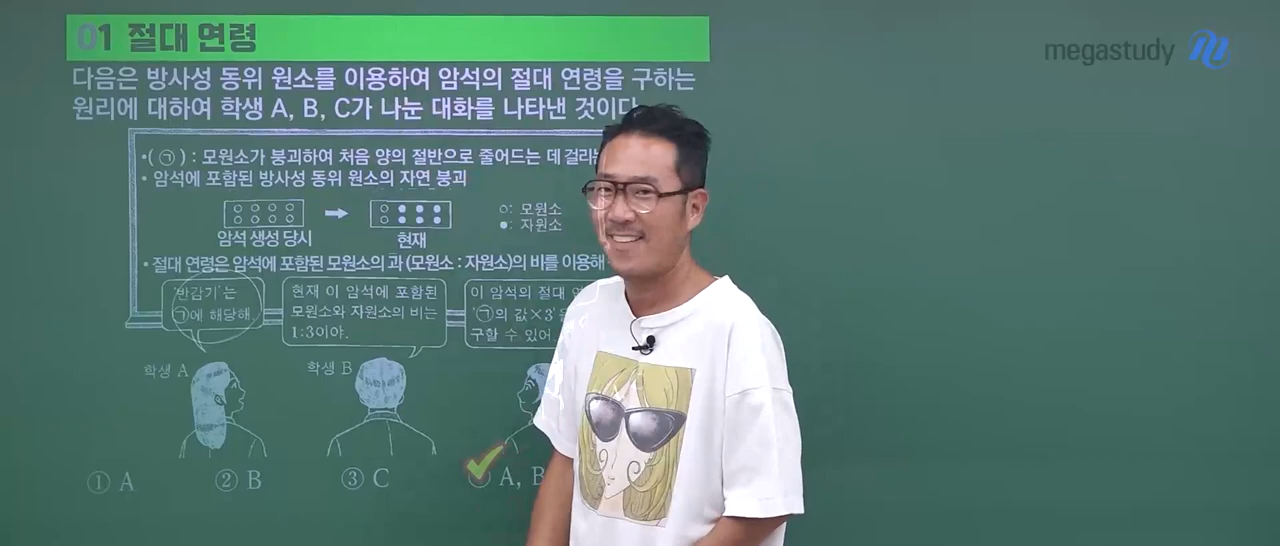 01 절대 연령
megastudy
다음은 방사성 동위 원소를 이용하여 암석의 절대 연령을 구하는
원리에 대하여 학생 A, B, C가 나눈 대화를 나타낸 것이다.
•( ㉠ ) : 모원소가 붕괴하여 처음 양의 절반으로 줄어드는 데
• 암석에 포함된 방사성 동위 원소의 자연 붕괴
○: 모원소
●: 자원소
암석 생성 당시
현재
• 절대 연령은 암석에 포함된 모원소의 과 (모원소 : 자원소)의 비를 이용해
'반감기'는
㉠에 해당해.
현재 이 암석에 포함된
모원소와 자원소의 비는
1:3이야.
이 암석의 절대
'㉠의 값×3'
구할 수 있어.
학생 A
학생 B
① A
② B
③ C
A, B